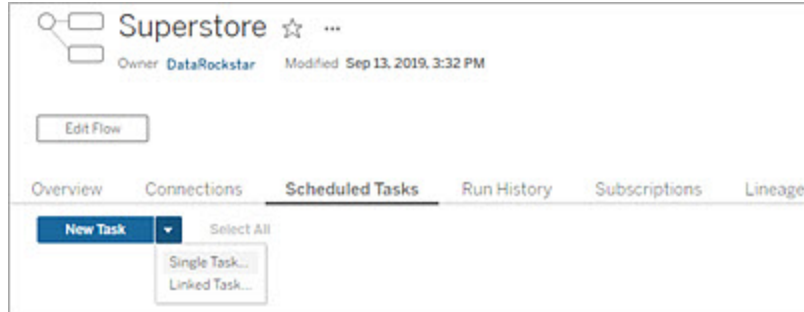 Superstore
Owner DataRockstar Modified Sep 13, 2019, 3:32 PM
Edit Flow
Overview Connections Scheduled Tasks Run History Subscriptions Lineage
New Task Select All
Single Task...
Linked Task...